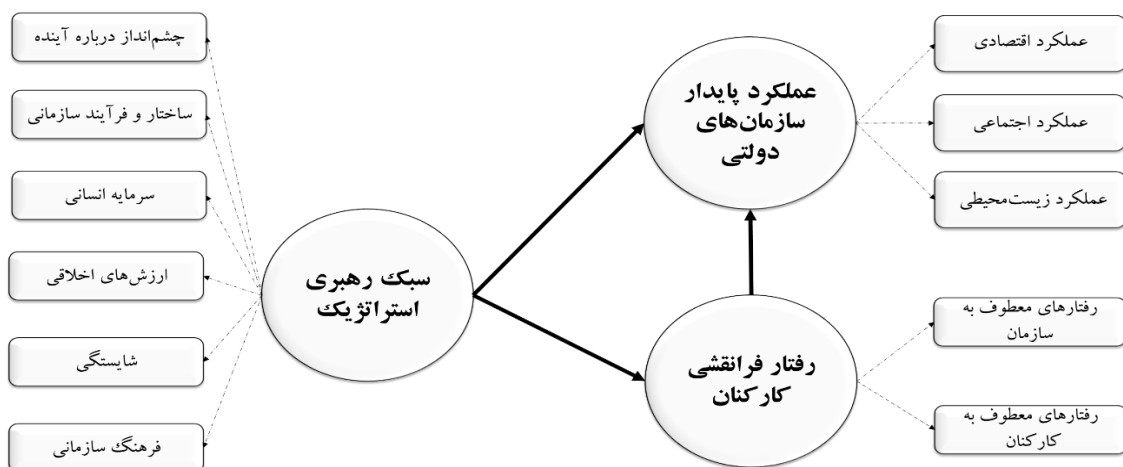 چشم‌انداز درباره آینده
ساختار و فرآیند سازمانی
سرمایه انسانی
ارزش‌های اخلاقی
شایستگی
فرهنگ سازمانی
سبک رهبری
استراتژیک
عملکرد پایدار
سازمان‌های
دولتی
رفتار فرانقشی
کارکنان
عملکرد اقتصادی
عملکرد اجتماعی
عملکرد زیست‌محیطی
رفتارهای معطوف به
سازمان
رفتارهای معطوف به
کارکنان